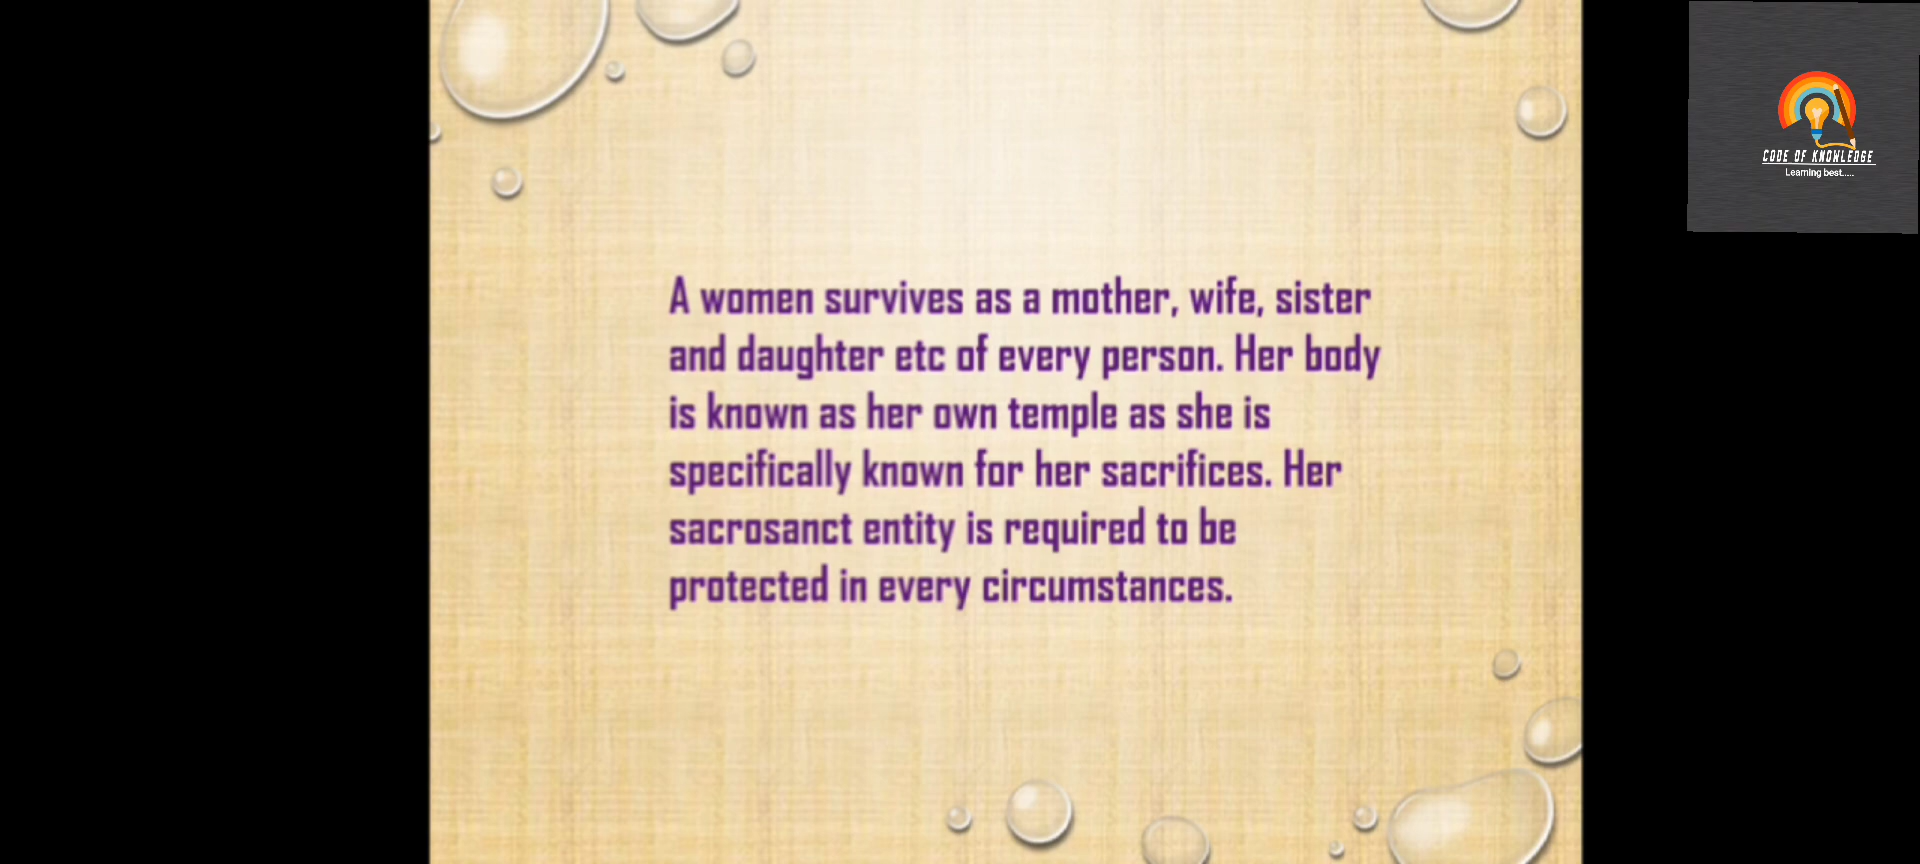 A women survives as a mother, wife, sister
and daughter etc of every person. Her body
is known as her own temple as she is
specifically known for her sacrifices. Her
sacrosanct entity is required to be
protected in every circumstances.
CODE OF KNOWLEDGE
Learning best.....